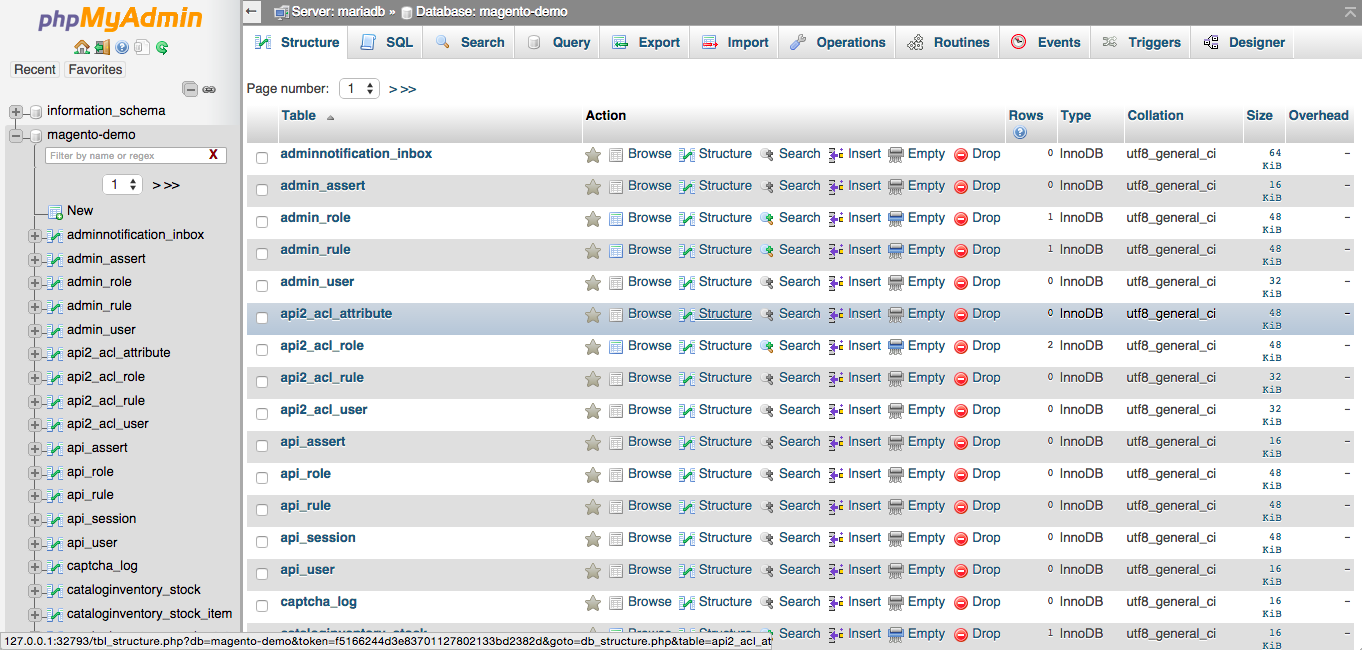 phpMyAdmin
Recent Favorites
information_schema
magento-demo
Filter by name or regex X
1 > >>
New
adminnotification_inbox
admin_assert
admin_role
admin_rule
admin_user
api2_acl_attribute
api2_acl_role
api2_acl_rule
api2_acl_user
api_assert
api_role
api_rule
api_session
api_user
captcha_log
cataloginventory_stock
cataloginventory_stock_item
Server: mariadb » Database: magento-demo
Structure SQL Search Query Export Import Operations Routines Events Triggers Designer
Page number: 1 > >>
Table Action Rows Type Collation Size Overhead
adminnotification_inbox Browse Structure Search Insert Empty Drop 0 InnoDB utf8_general_ci 64 KiB -
admin_assert Browse Structure Search Insert Empty Drop 0 InnoDB utf8_general_ci 16 KiB -
admin_role Browse Structure Search Insert Empty Drop 1 InnoDB utf8_general_ci 48 KiB -
admin_rule Browse Structure Search Insert Empty Drop 1 InnoDB utf8_general_ci 48 KiB -
admin_user Browse Structure Search Insert Empty Drop 0 InnoDB utf8_general_ci 32 KiB -
api2_acl_attribute Browse Structure Search Insert Empty Drop 0 InnoDB utf8_general_ci 48 KiB -
api2_acl_role Browse Structure Search Insert Empty Drop 2 InnoDB utf8_general_ci 48 KiB -
api2_acl_rule Browse Structure Search Insert Empty Drop 0 InnoDB utf8_general_ci 32 KiB -
api2_acl_user Browse Structure Search Insert Empty Drop 0 InnoDB utf8_general_ci 32 KiB -
api_assert Browse Structure Search Insert Empty Drop 0 InnoDB utf8_general_ci 16 KiB -
api_role Browse Structure Search Insert Empty Drop 0 InnoDB utf8_general_ci 48 KiB -
api_rule Browse Structure Search Insert Empty Drop 0 InnoDB utf8_general_ci 48 KiB -
api_session Browse Structure Search Insert Empty Drop 0 InnoDB utf8_general_ci 48 KiB -
api_user Browse Structure Search Insert Empty Drop 0 InnoDB utf8_general_ci 16 KiB -
captcha_log Browse Structure Search Insert Empty Drop 0 InnoDB utf8_general_ci 16 KiB -
cataloginventory_stock Browse Structure Search Insert Empty Drop 1 InnoDB utf8_general_ci 16 KiB -
127.0.0.1:32793/tbl_structure.php?db=magento-demo&token=f5166244d3e83701127802133bd2382d&goto=db_structure.php&table=api2_acl_at